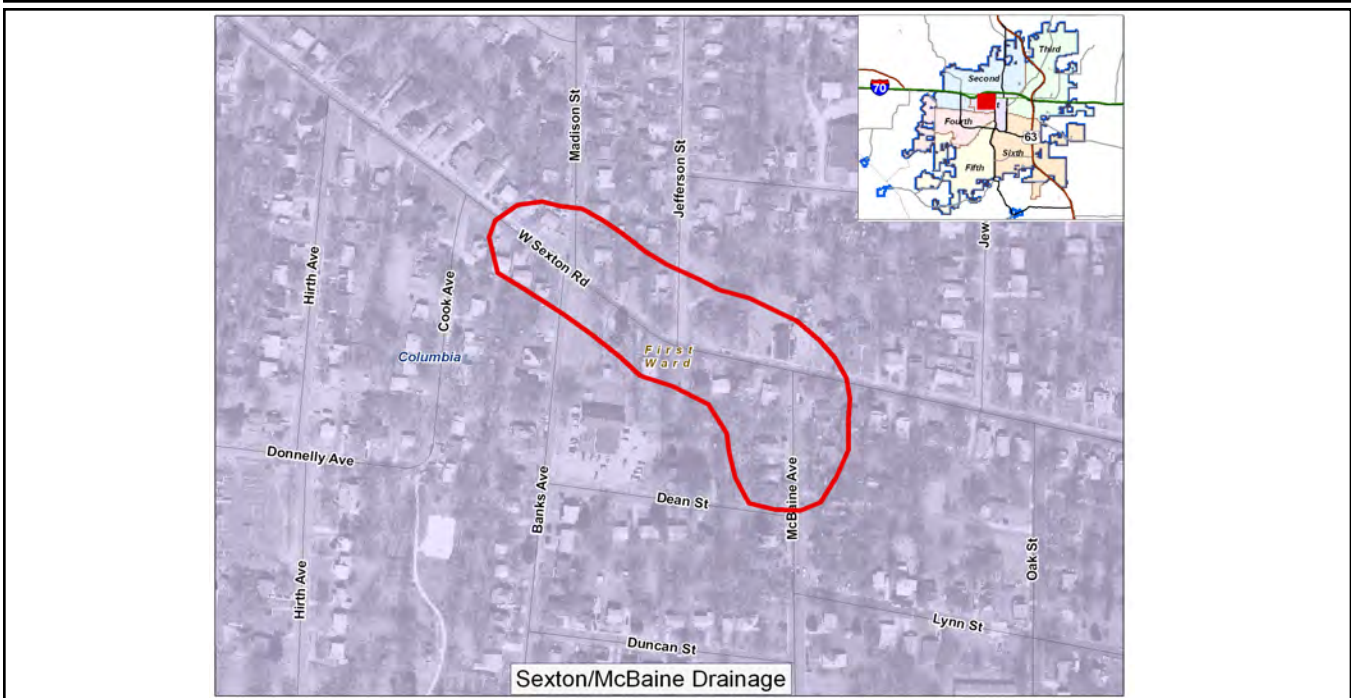 Third
Second
70
t
Fourth
63
Sixth
Fifth
Madison St
Jefferson St
Jew
W Sexton Rd
Hirth Ave
Cook Ave
Columbia
First
Ward
Donnelly Ave
Banks Ave
Dean St
McBaine Ave
Oak St
Hirth Ave
Lynn St
Duncan St
Sexton/McBaine Drainage